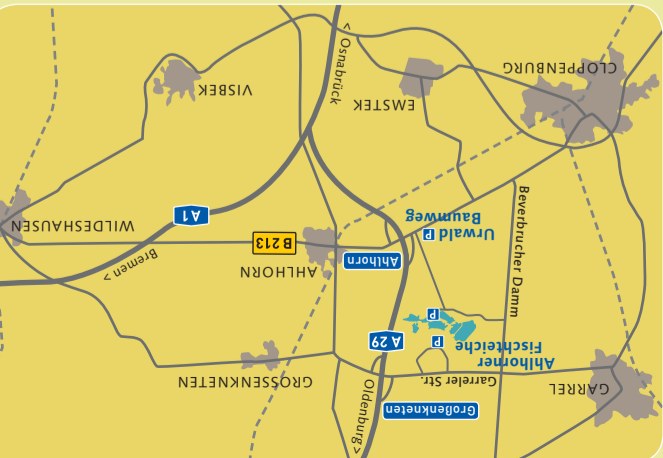 Oldenburg >
Großenkneten
GARREL
Garreler Str.
GROSSENKNETEN
Ahlhorner
Fischteiche
P
A 29
P
Ahlhorn
AHLHORN
Bremen >
Urwald
Baumweg
P
B 213
WILDESHAUSEN
Beverbrucher Damm
A1
EMSTEK
VISBEK
CLOPPENBURG
< Osnabrück